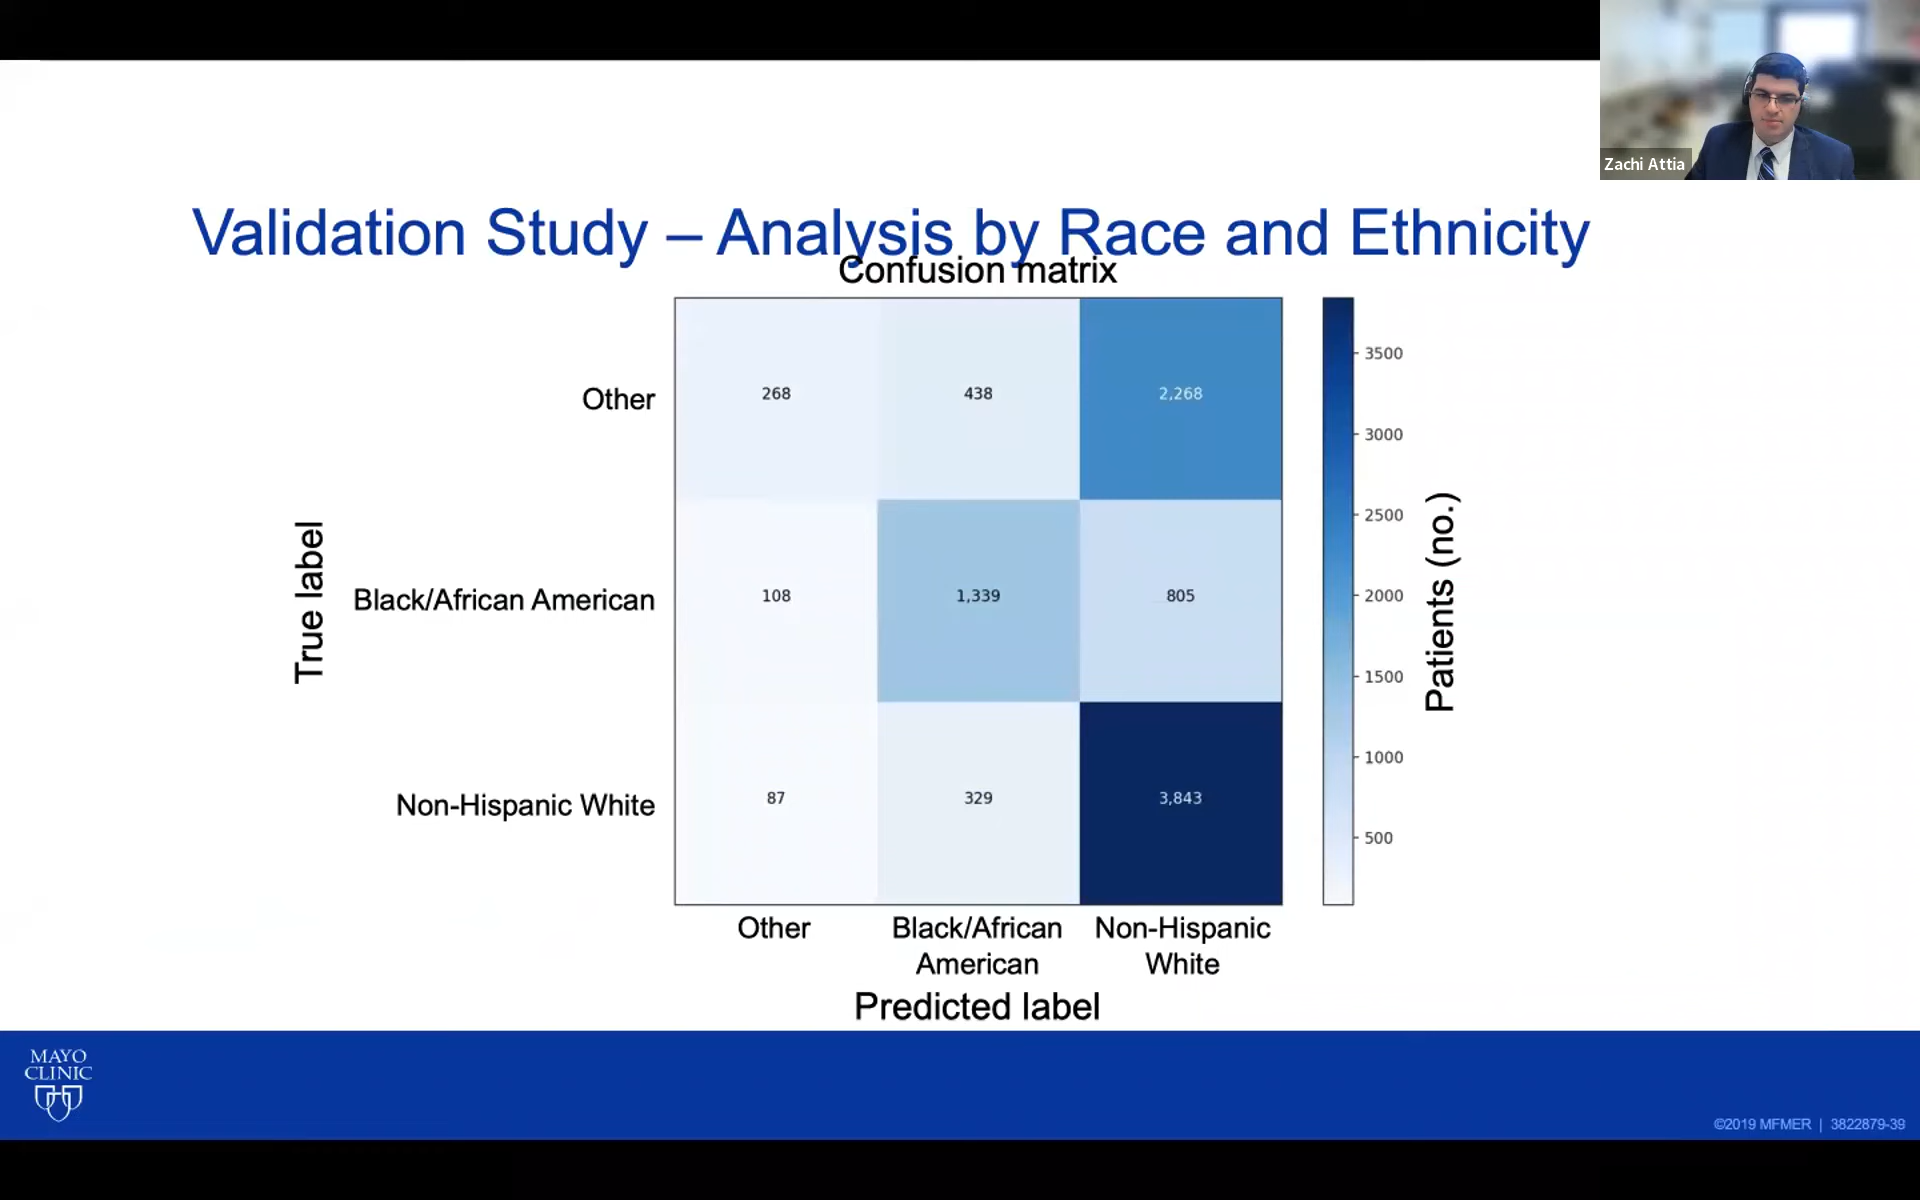 Zachi Attia
Validation Study – Analysis by Race and Ethnicity
Confusion matrix
True label
Other
268
438
2,268
Black/African American
108
1,339
805
Non-Hispanic White
87
329
3,843
Other
Black/African
American
Non-Hispanic
White
Predicted label
3500
3000
2500
2000
1500
1000
500
Patients (no.)
MAYO
CLINIC
©2019 MFMER | 3822879-39